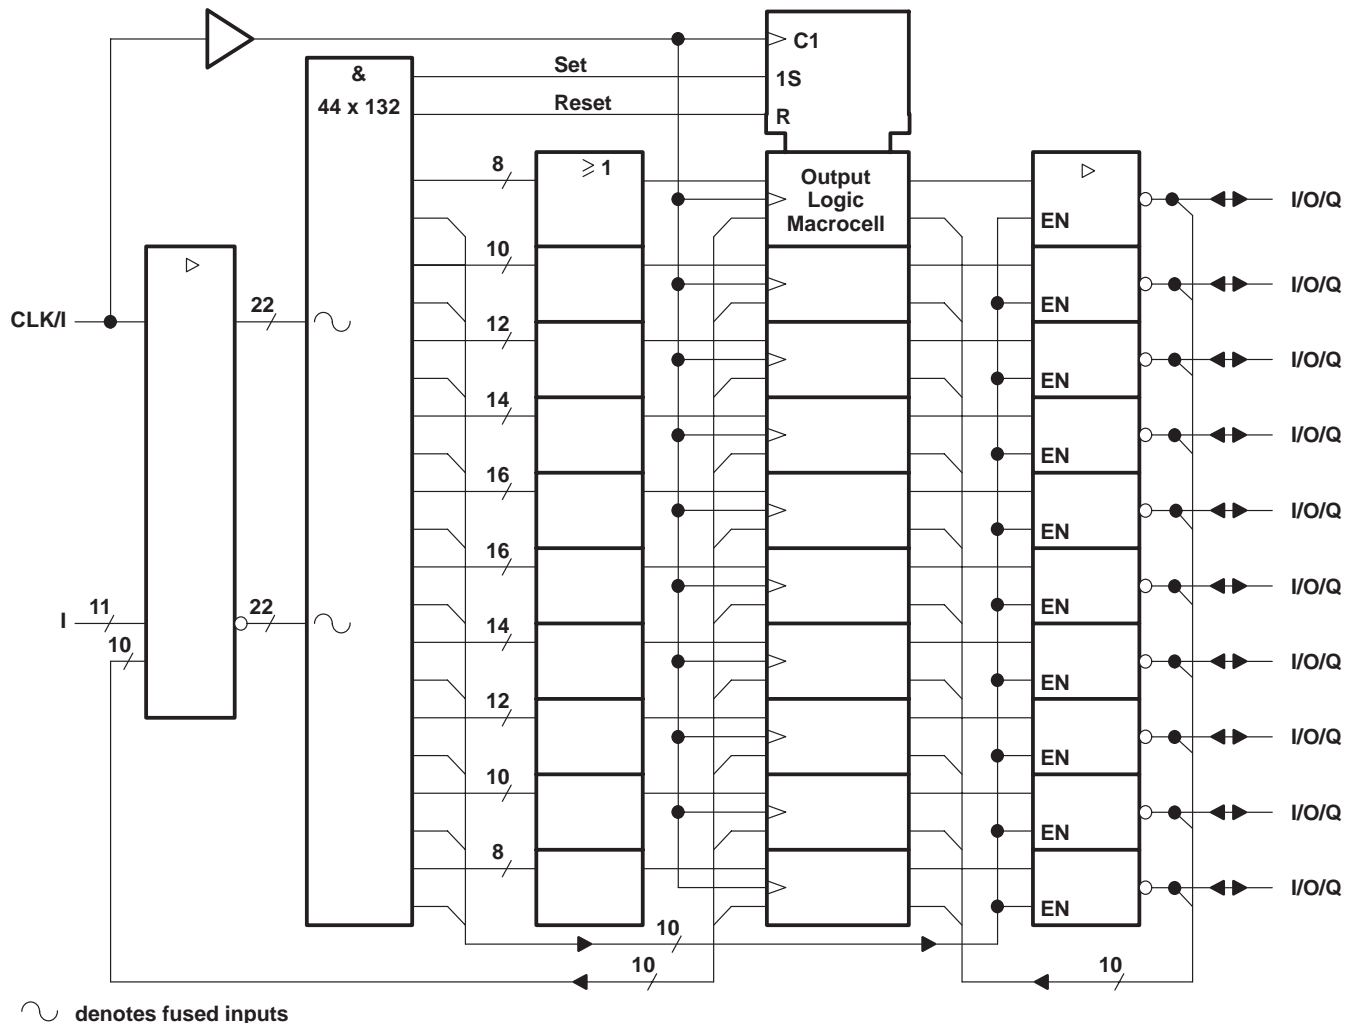 C1
&
Set
1S
44 x 132
Reset
R
8
≥ 1
Output
Logic
Macrocell
I/O/Q
EN
10
I/O/Q
EN
CLK/I
22
12
I/O/Q
EN
14
I/O/Q
EN
16
I/O/Q
EN
16
I/O/Q
EN
I
11
22
10
14
I/O/Q
EN
12
I/O/Q
EN
10
I/O/Q
EN
8
I/O/Q
EN
10
10
10
denotes fused inputs